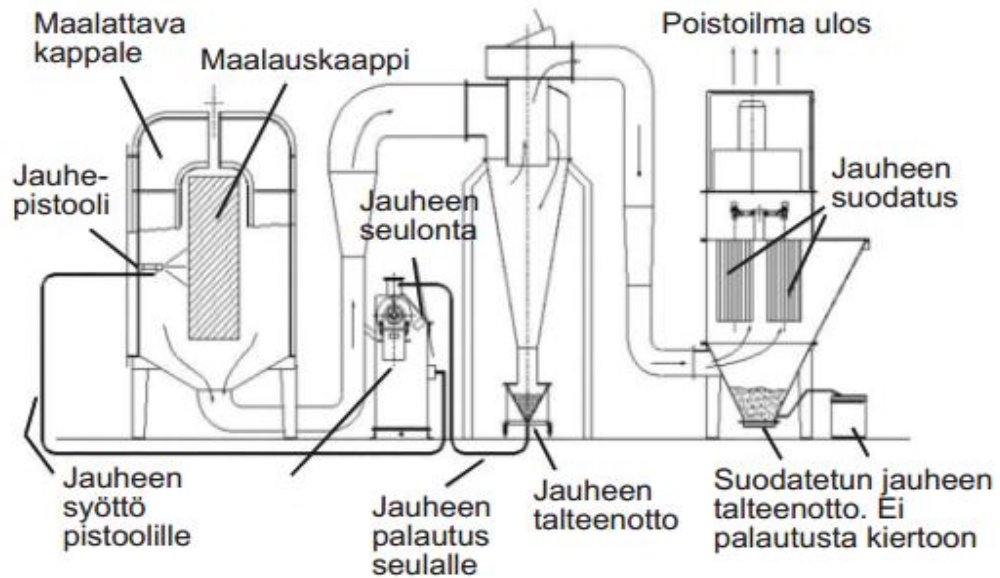 Maalattava
kappale
Maalauskaappi
Poistoilma ulos
Jauhe-
pistooli
Jauheen
seulonta
Jauheen
suodatus
Jauheen
syöttö
pistoolille
Jauheen
palautus
seulalle
Jauheen
talteenotto
Suodatetun jauheen
talteenotto. Ei
palautusta kiertoon